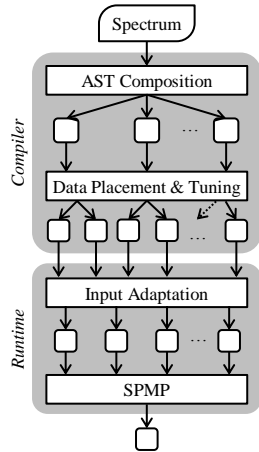 Spectrum
AST Composition
...
Compiler
Data Placement & Tuning
...
Input Adaptation
Runtime
...
SPMP